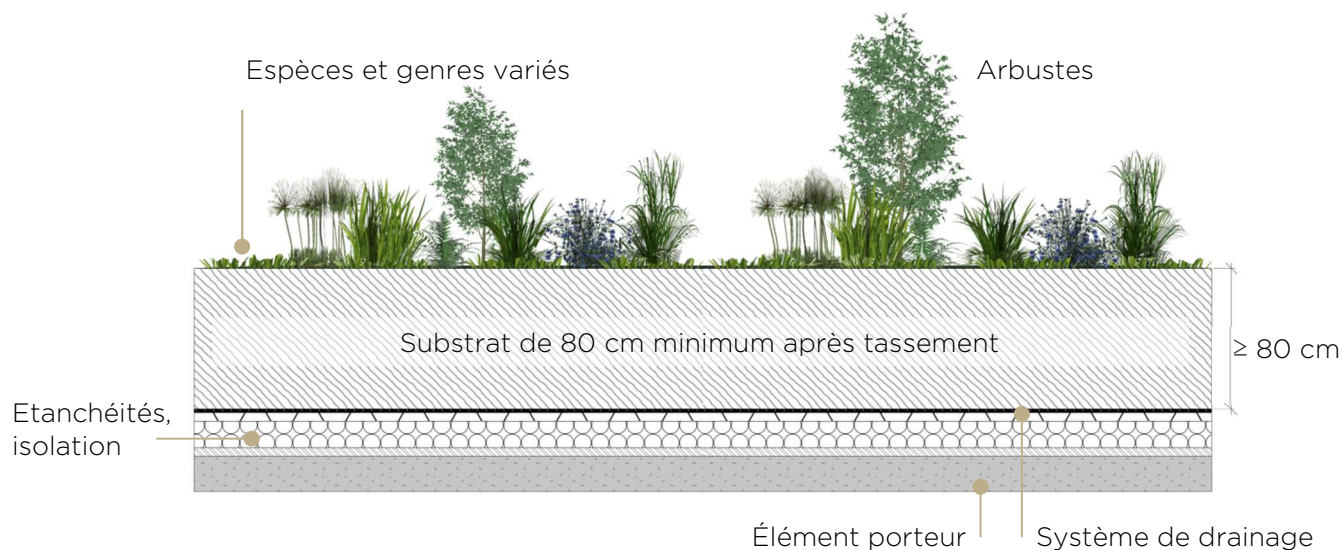 Espèces et genres variés
Arbustes
Substrat de 80 cm minimum après tassement
≥ 80 cm
Etanchéités,
isolation
Élément porteur
Système de drainage